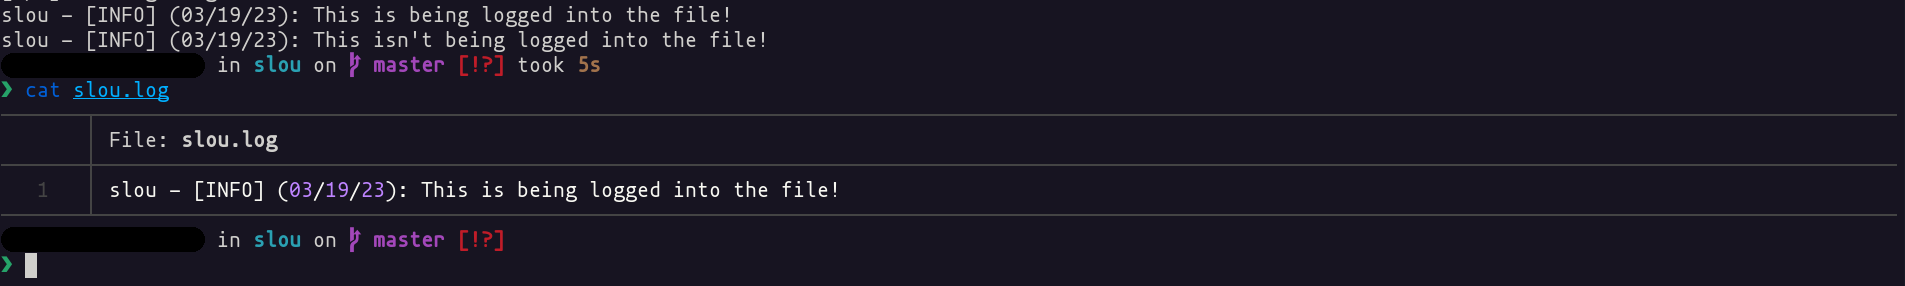 slou – [INFO] (03/19/23): This is being logged into the file!
slou – [INFO] (03/19/23): This isn't being logged into the file!
in slou on master [!?] took 5s
❯ cat slou.log
File: slou.log
1 slou – [INFO] (03/19/23): This is being logged into the file!
in slou on master [!?]
❯